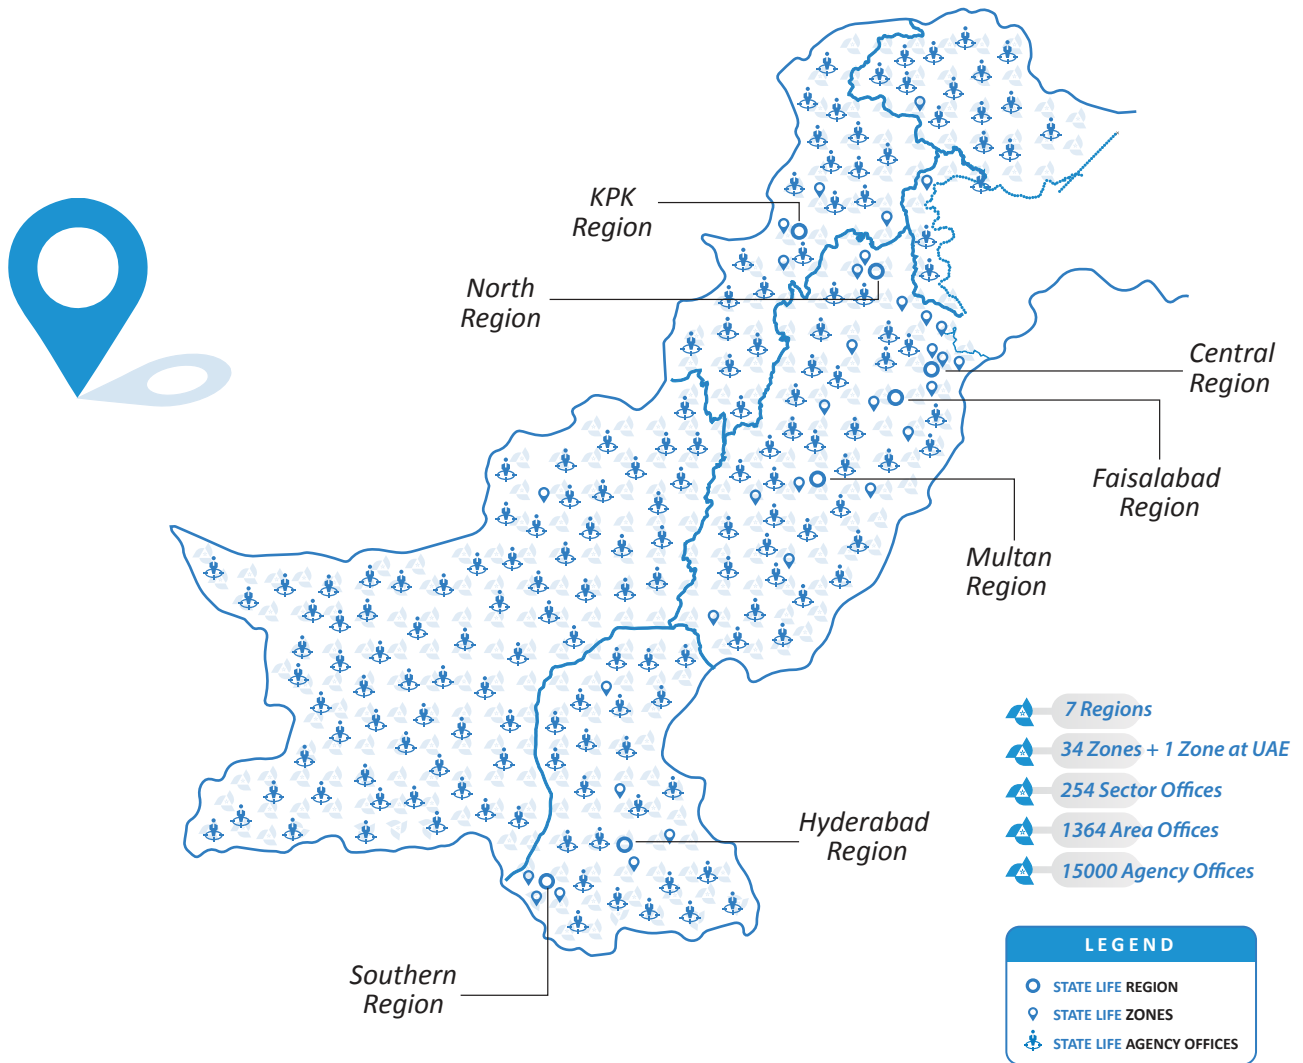 KPK
Region
North
Region
Central
Region
Faisalabad
Region
Multan
Region
7 Regions
34 Zones + 1 Zone at UAE
254 Sector Offices
1364 Area Offices
15000 Agency Offices
Hyderabad
Region
Southern
Region
LEGEND
STATE LIFE REGION
STATE LIFE ZONES
STATE LIFE AGENCY OFFICES